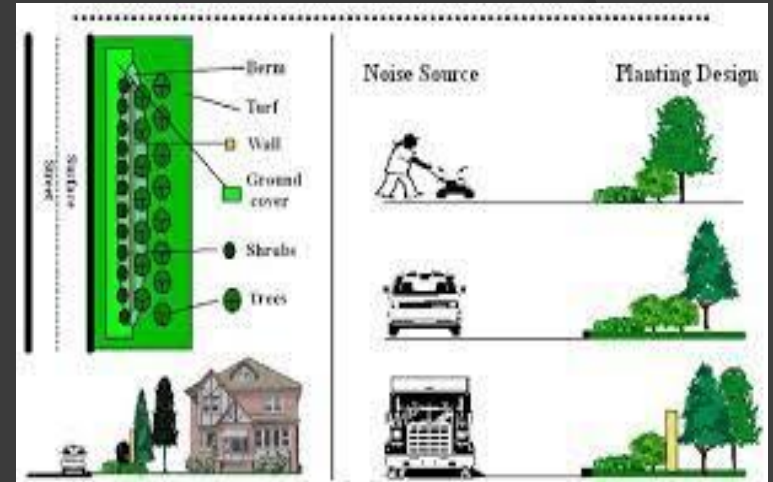 Berm
Turf
Wall
Ground
cover
Shrubs
Trees
Surface
Street
Noise Source
Planting Design